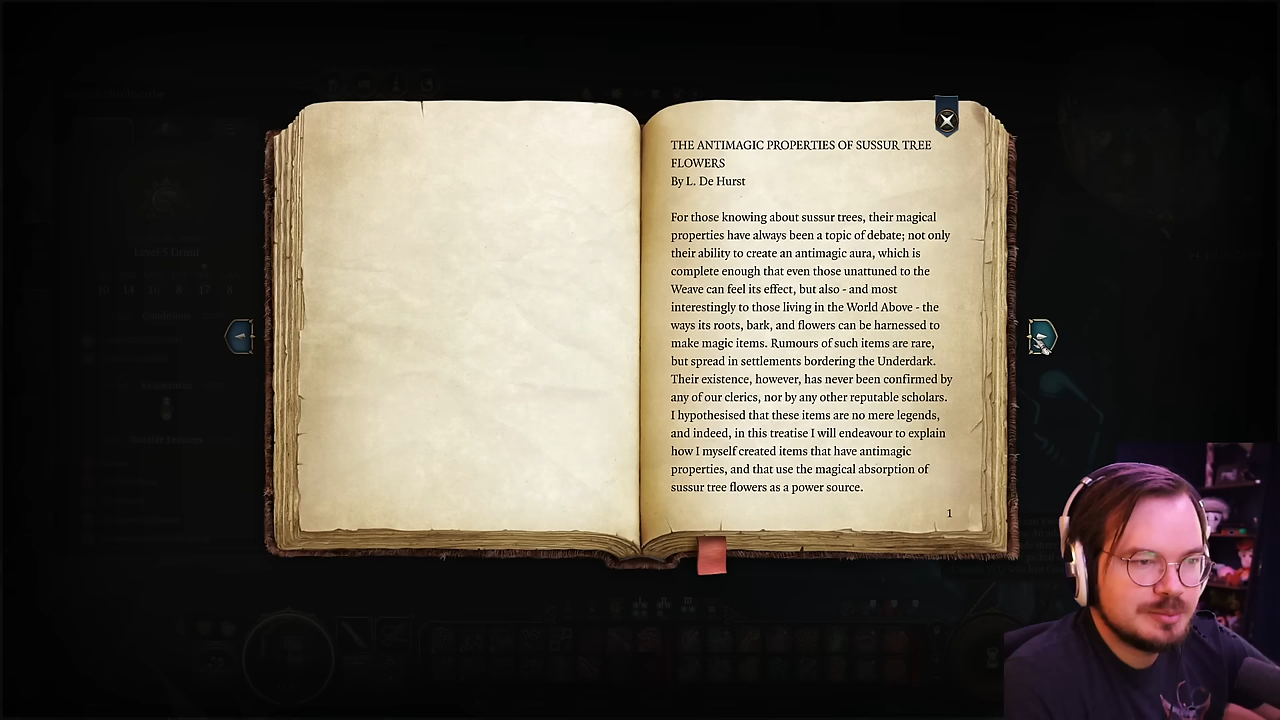 THE ANTIMAGIC PROPERTIES OF SUSSUR TREE
FLOWERS
By L. De Hurst
For those knowing about sussur trees, their magical
properties have always been a topic of debate; not only
their ability to create an antimagic aura, which is
complete enough that even those unattuned to the
Weave can feel its effect, but also - and most
interestingly to those living in the World Above - the
ways its roots, bark, and flowers can be harnessed to
make magic items. Rumours of such items are rare,
but spread in settlements bordering the Underdark.
Their existence, however, has never been confirmed by
any of our clerics, nor by any other reputable scholars.
I hypothesised that these items are no mere legends,
and indeed, in this treatise I will endeavour to explain
how I myself created items that have antimagic
properties, and that use the magical absorption of
sussur tree flowers as a power source.
1
Level 5 Druid